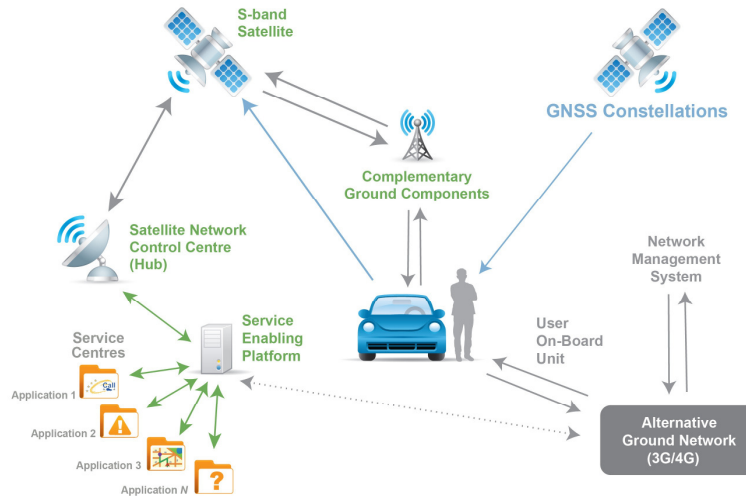 S-band
Satellite
GNSS Constellations
Complementary
Ground Components
Satellite Network
Control Centre
(Hub)
Network
Management
System
Service
Centres
Service
Enabling
Platform
User
On-Board
Unit
Application 1
Call
Application 2
Application 3
Application N
?
Alternative
Ground Network
(3G/4G)